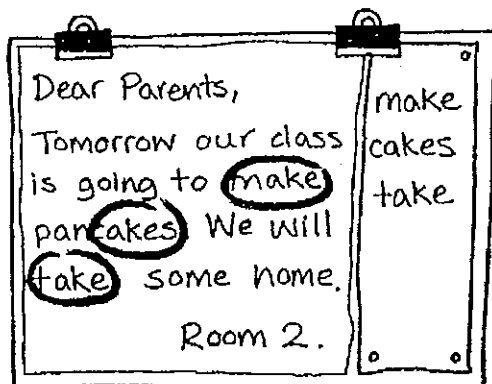 Dear Parents,
Tomorrow our class
is going to make
pancakes. We will
take some home.
Room 2.
make
cakes
take